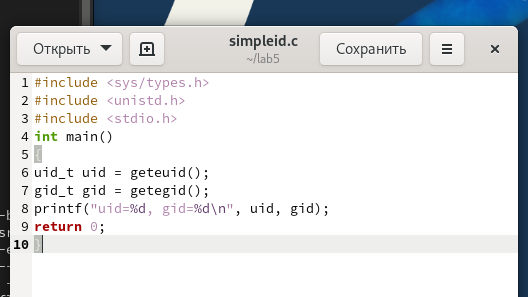 Открыть
simpleid.c
~/lab5
Сохранить
1 #include <sys/types.h>
2 #include <unistd.h>
3 #include <stdio.h>
4 int main()
5 {
6 uid_t uid = geteuid();
7 gid_t gid = getegid();
8 printf("uid=%d, gid=%d\n", uid, gid);
9 return 0;
10 }